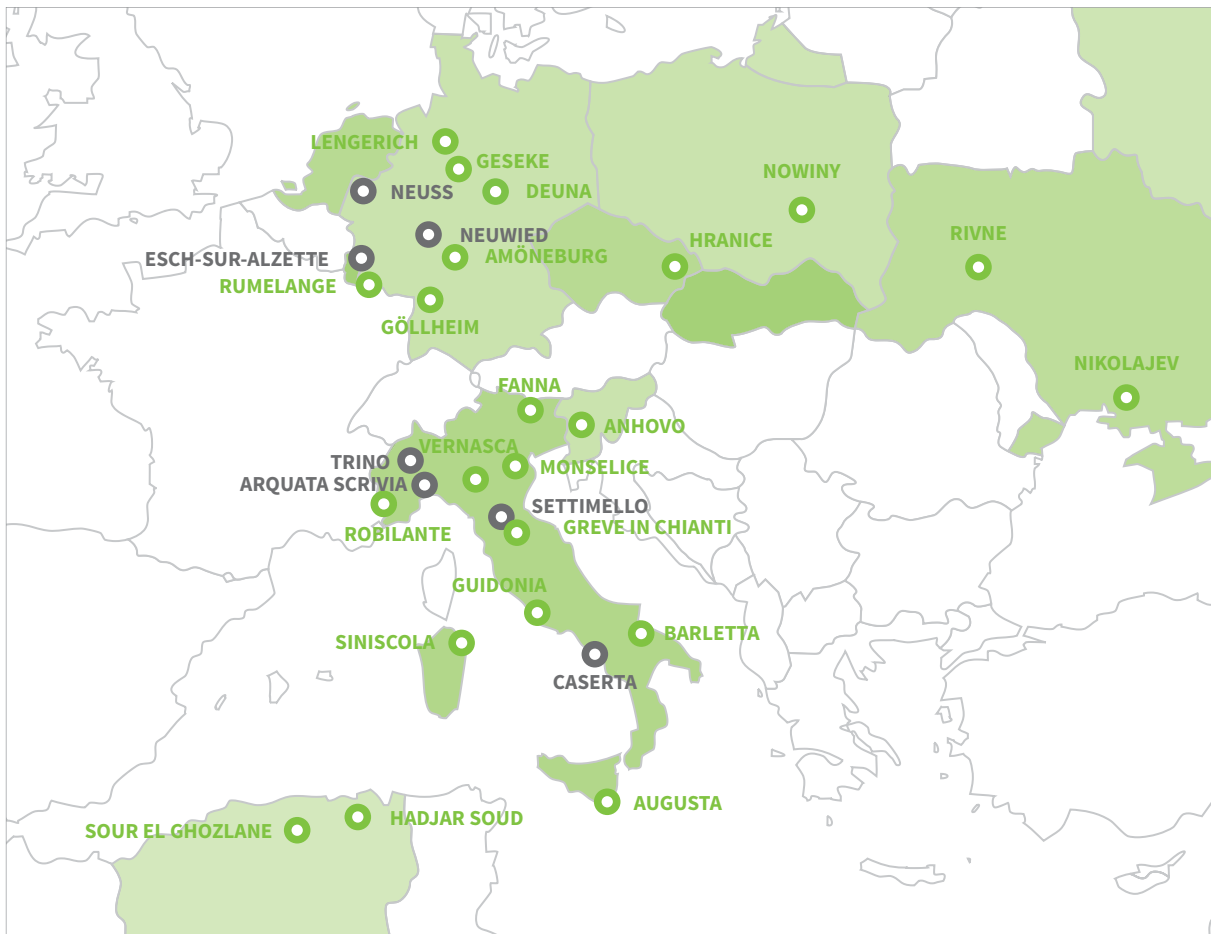 LENGERICH
GESEKE
NOWINY
NEUSS
DEUNA
RIVNE
NEUWIED
HRANICE
ESCH-SUR-ALZETTE
AMÖNEBURG
RUMELANGE
GÖLLHEIM
NIKOLAJEV
FANNA
ANHOVO
VERNASCA
TRINO
MONSELICE
ARQUATA SCRIVIA
SETTIMELLO
GREVE IN CHIANTI
ROBILANTE
GUIDONIA
BARLETTA
SINISCOLA
CASERTA
AUGUSTA
HADJAR SOUD
SOUR EL GHOZLANE